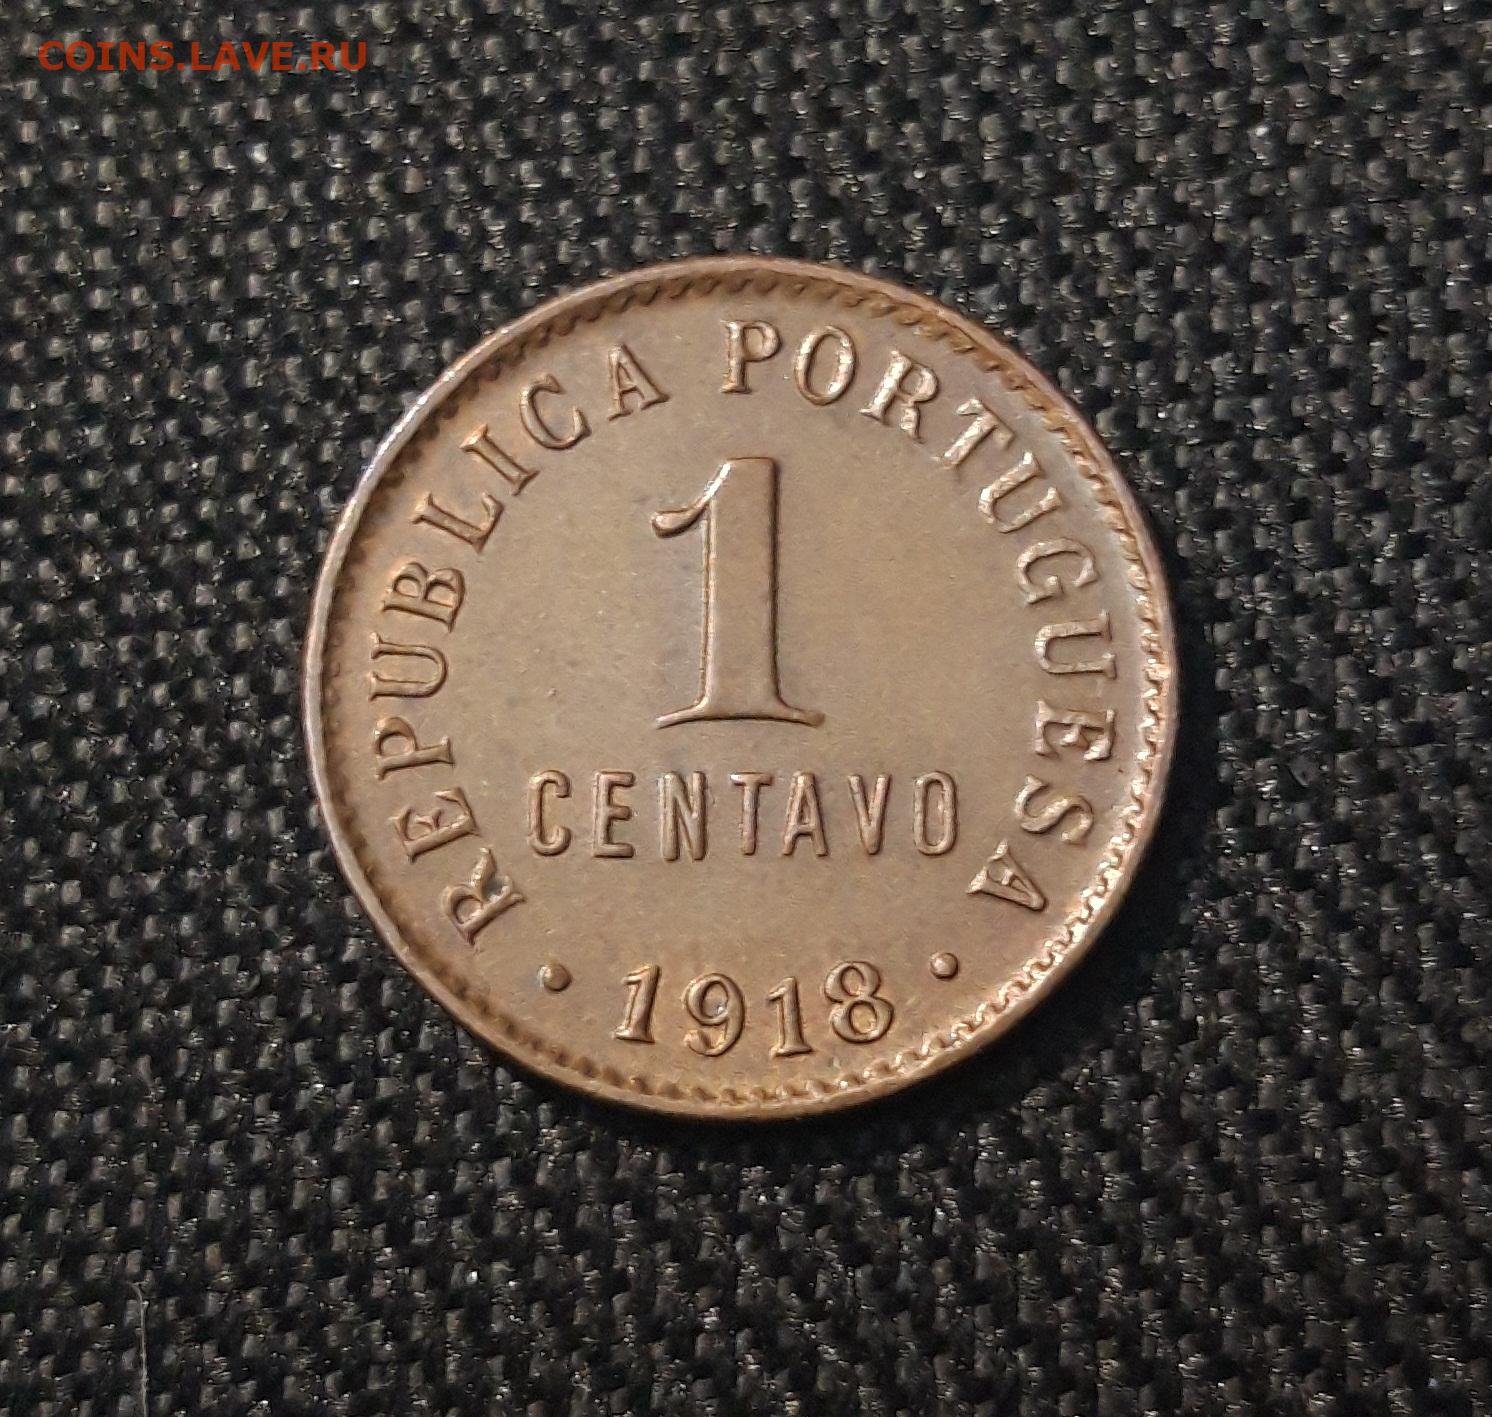 COINS.LAVE.RU
REPUBLICA PORTUGUESA
1
CENTAVO
• 1918 •